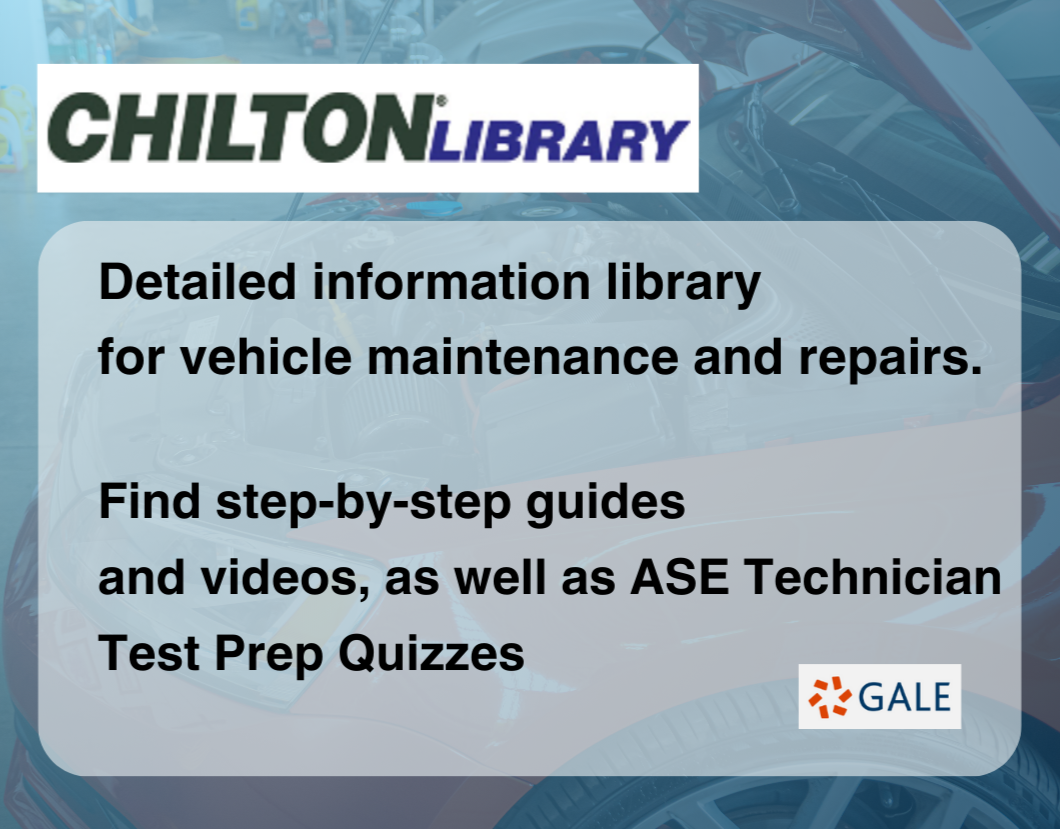 CHILTON® LIBRARY
Detailed information library
for vehicle maintenance and repairs.
Find step-by-step guides
and videos, as well as ASE Technician
Test Prep Quizzes
GALE